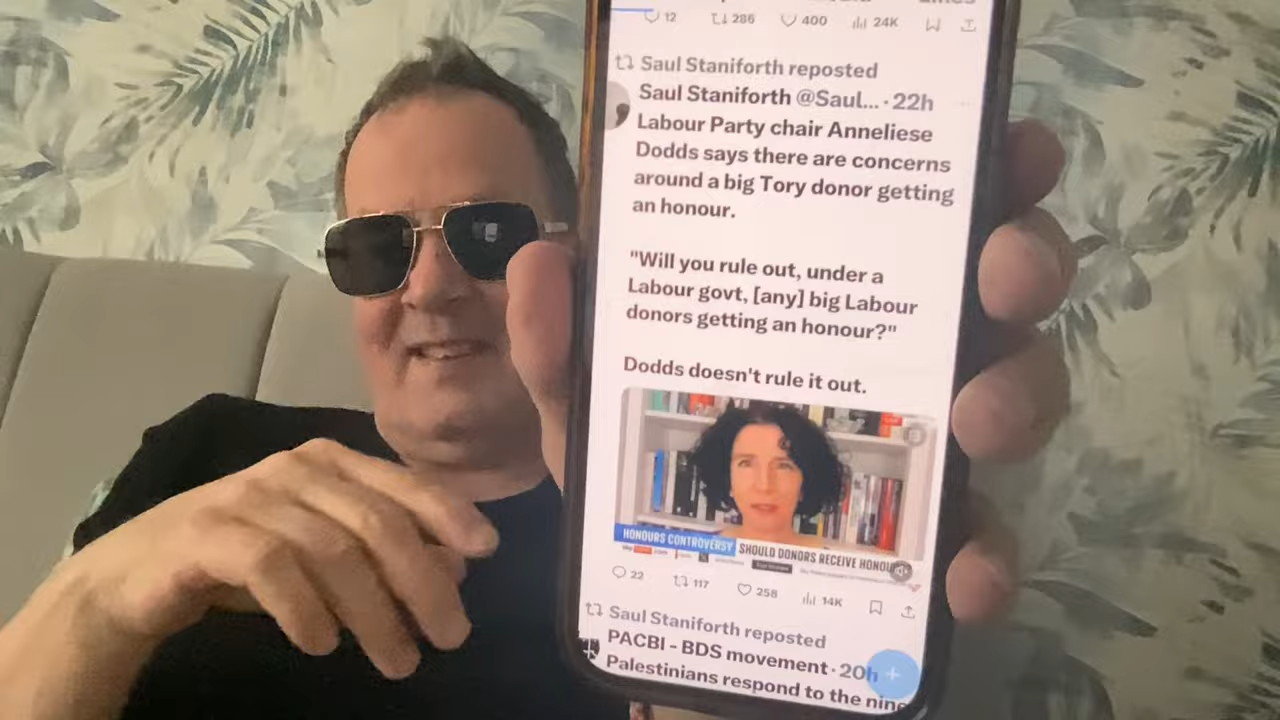 12 286 400 24K
Saul Staniforth reposted
Saul Staniforth @Saul... · 22h
Labour Party chair Anneliese
Dodds says there are concerns
around a big Tory donor getting
an honour.
"Will you rule out, under a
Labour govt, [any] big Labour
donors getting an honour?"
Dodds doesn't rule it out.
HONOURS CONTROVERSY SHOULD DONORS RECEIVE HONOU
22 117 258 14K
Saul Staniforth reposted
PACBI - BDS movement · 20h
Palestinians respond to the nine